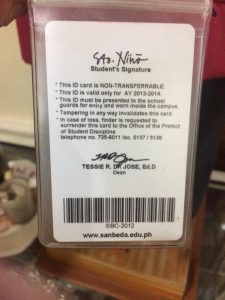 Sto. Niño
Student's Signature
* This ID card is NON-TRANSFERRABLE.
* This ID is valid only for AY 2013-2014.
* This ID must be presented to the school
guards for entry and worn inside the campus.
* Tampering in any way invalidates this card.
* In case of loss, finder is requested to
surrender this card to the Office of the Prefect
of Student Discipline
telephone no. 735-6011 loc. 5137 / 5138.
TESSIE R. DA JOSE, Ed.D
Dean
SBC-2012
www.sanbeda.edu.ph